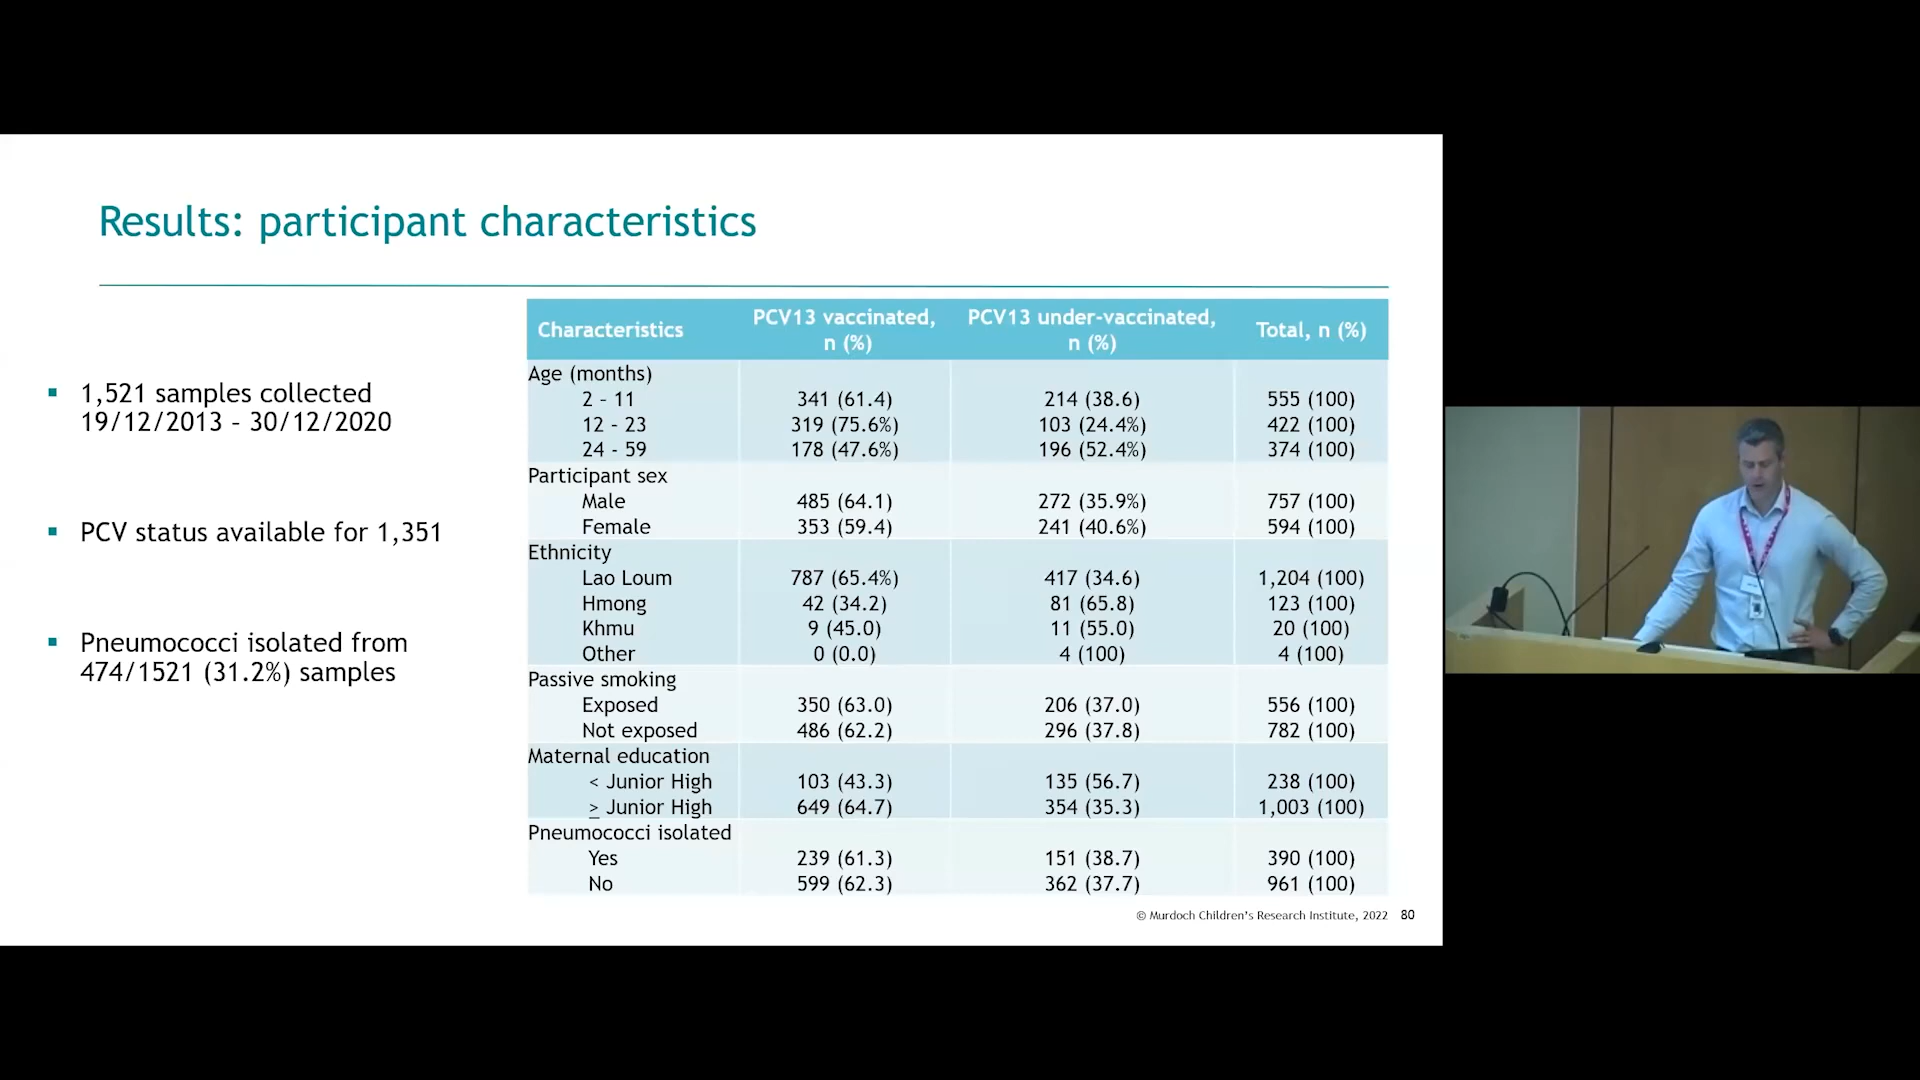 Results: participant characteristics
▪ 1,521 samples collected
19/12/2013 – 30/12/2020
▪ PCV status available for 1,351
▪ Pneumococci isolated from
474/1521 (31.2%) samples
Characteristics PCV13 vaccinated, n (%) PCV13 under-vaccinated, n (%) Total, n (%)
Age (months)
2 – 11 341 (61.4) 214 (38.6) 555 (100)
12 - 23 319 (75.6%) 103 (24.4%) 422 (100)
24 - 59 178 (47.6%) 196 (52.4%) 374 (100)
Participant sex
Male 485 (64.1) 272 (35.9%) 757 (100)
Female 353 (59.4) 241 (40.6%) 594 (100)
Ethnicity
Lao Loum 787 (65.4%) 417 (34.6) 1,204 (100)
Hmong 42 (34.2) 81 (65.8) 123 (100)
Khmu 9 (45.0) 11 (55.0) 20 (100)
Other 0 (0.0) 4 (100) 4 (100)
Passive smoking
Exposed 350 (63.0) 206 (37.0) 556 (100)
Not exposed 486 (62.2) 296 (37.8) 782 (100)
Maternal education
< Junior High 103 (43.3) 135 (56.7) 238 (100)
≥ Junior High 649 (64.7) 354 (35.3) 1,003 (100)
Pneumococci isolated
Yes 239 (61.3) 151 (38.7) 390 (100)
No 599 (62.3) 362 (37.7) 961 (100)
© Murdoch Children's Research Institute, 2022 80